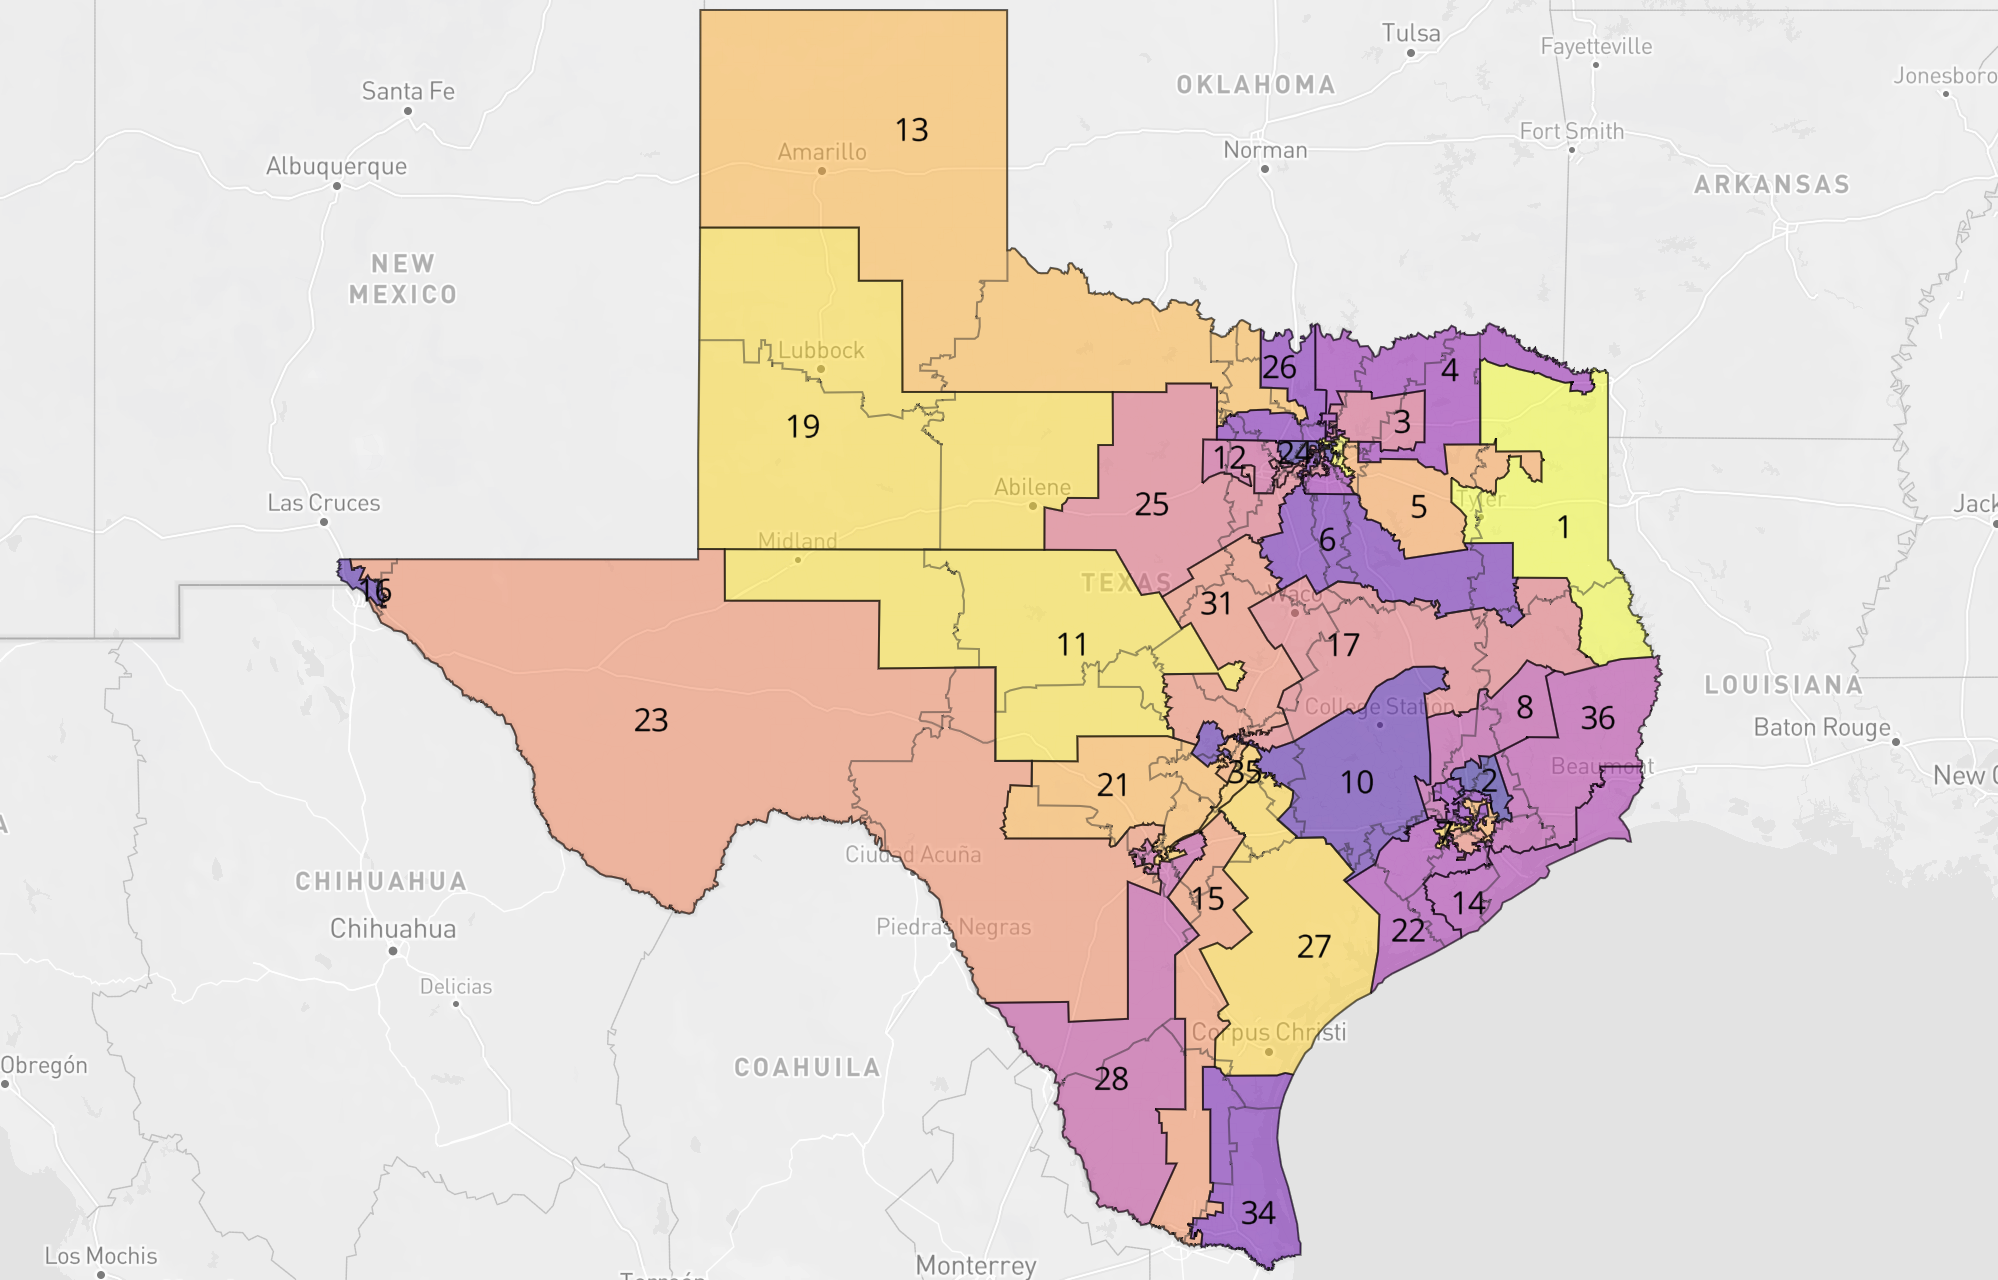 Tulsa
Fayetteville
OKLAHOMA
Jonesboro
Santa Fe
13
Fort Smith
Amarillo
Norman
Albuquerque
ARKANSAS
NEW
MEXICO
Lubbock
26
4
3
19
24
12
Abilene
25
5
Tyler
1
Las Cruces
Jack
Midland
6
TEXAS
16
31
Waco
11
17
LOUISIANA
College Station
8
36
23
Baton Rouge
Beaumont
35
New O
21
10
2
7
Ciudad Acuña
CHIHUAHUA
15
14
Chihuahua
Piedras Negras
22
27
Delicias
Corpus Christi
Obregón
COAHUILA
28
34
Los Mochis
Monterrey
Torreón